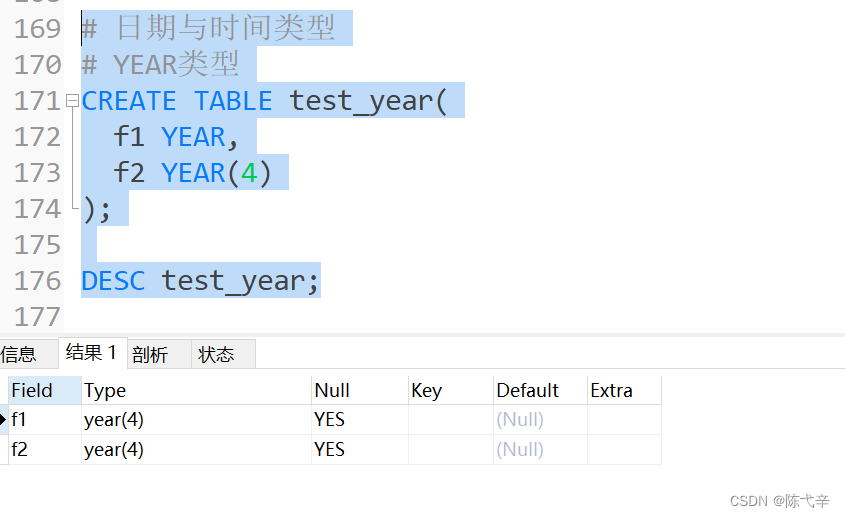 169 # 日期与时间类型
170 # YEAR类型
171 CREATE TABLE test_year(
172 f1 YEAR,
173 f2 YEAR(4)
174 );
175
176 DESC test_year;
177
信息 结果 1 剖析 状态
Field Type Null Key Default Extra
f1 year(4) YES (Null)
f2 year(4) YES (Null)
CSDN @陈弋辛